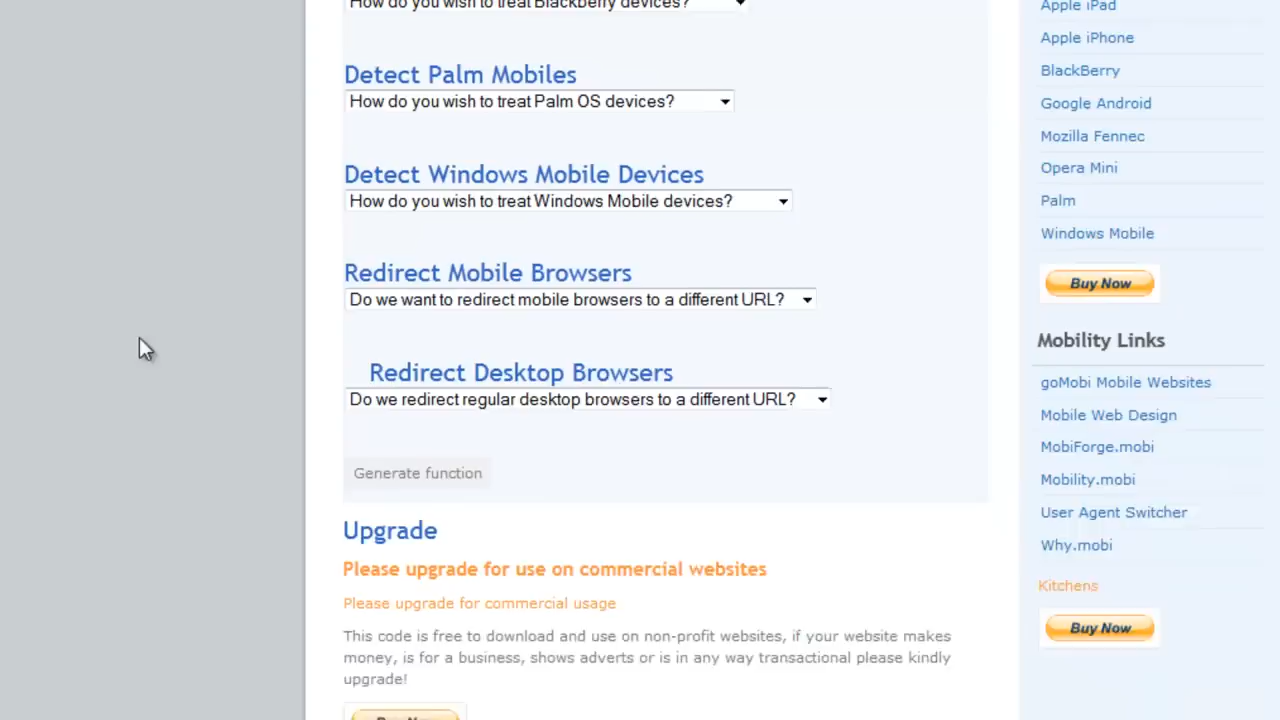 How do you wish to treat Blackberry devices?
Detect Palm Mobiles
How do you wish to treat Palm OS devices?
Detect Windows Mobile Devices
How do you wish to treat Windows Mobile devices?
Redirect Mobile Browsers
Do we want to redirect mobile browsers to a different URL?
Redirect Desktop Browsers
Do we redirect regular desktop browsers to a different URL?
Generate function
Upgrade
Please upgrade for use on commercial websites
Please upgrade for commercial usage
This code is free to download and use on non-profit websites, if your website makes
money, is for a business, shows adverts or is in any way transactional please kindly
upgrade!
Buy Now
Apple iPad
Apple iPhone
BlackBerry
Google Android
Mozilla Fennec
Opera Mini
Palm
Windows Mobile
Buy Now
Mobility Links
goMobi Mobile Websites
Mobile Web Design
MobiForge.mobi
Mobility.mobi
User Agent Switcher
Why.mobi
Kitchens
Buy Now